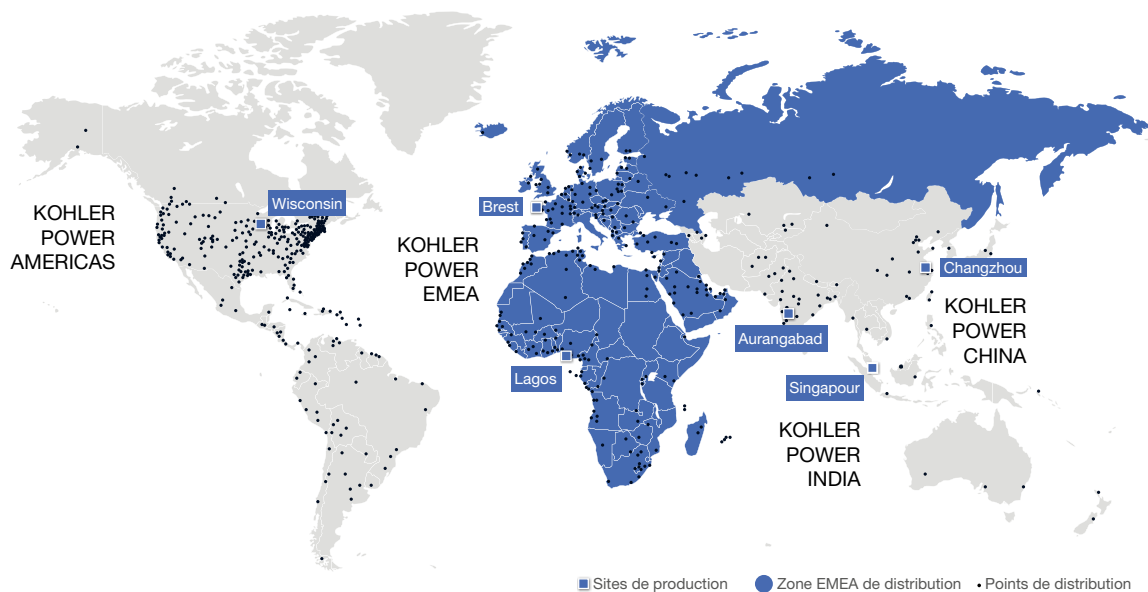 Wisconsin
KOHLER
POWER
AMERICAS
Brest
KOHLER
POWER
EMEA
Lagos
Changzhou
KOHLER
POWER
CHINA
Aurangabad
Singapour
KOHLER
POWER
INDIA
Sites de production
Zone EMEA de distribution
Points de distribution